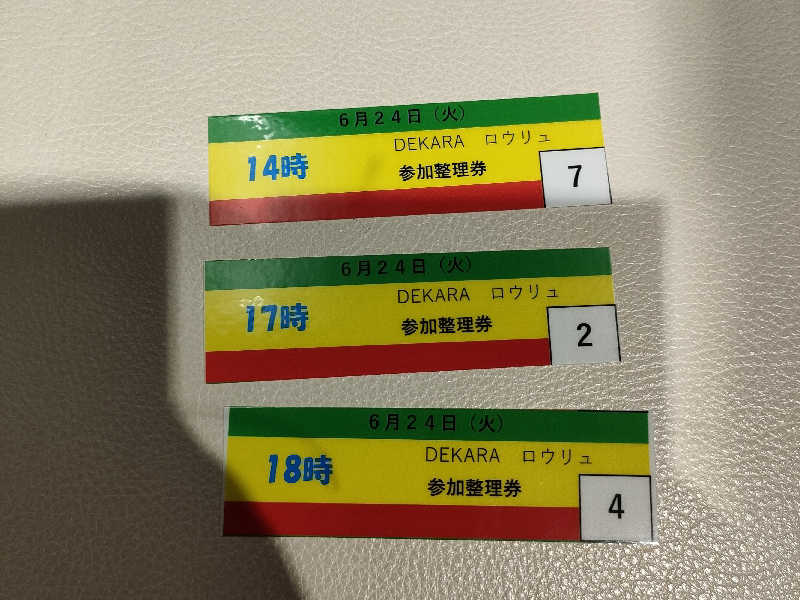 ６月２４日（火）
DEKARA ロウリュ
14時
参加整理券
7
６月２４日（火）
DEKARA ロウリュ
17時
参加整理券
2
６月２４日（火）
DEKARA ロウリュ
18時
参加整理券
4